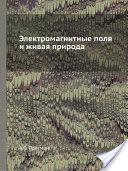 Электромагнитные поля
и живая природа